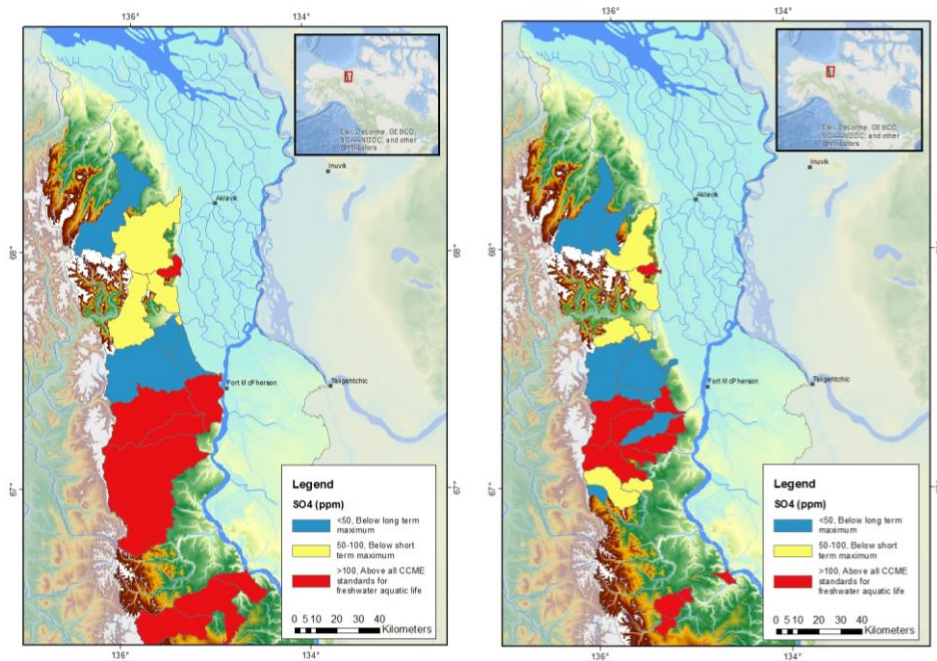 136°
134°
Esri, DeLorme, GEBCO,
NOAA NGDC, and other
contributors
Inuvik
Aklavik
68°
Fort McPherson
Tsiigehtchic
67°
Legend
SO4 (ppm)
<50, Below long term
maximum
50-100, Below short
term maximum
>100, Above all CCME
standards for
freshwater aquatic life
0 5 10 20 30 40
Kilometers
136°
134°
136°
134°
Esri, DeLorme, GEBCO,
NOAA NGDC, and other
contributors
Inuvik
Aklavik
68°
68°
Fort McPherson
Tsiigehtchic
67°
67°
Legend
SO4 (ppm)
<50, Below long term
maximum
50-100, Below short
term maximum
>100, Above all CCME
standards for
freshwater aquatic life
0 5 10 20 30 40
Kilometers
136°
134°